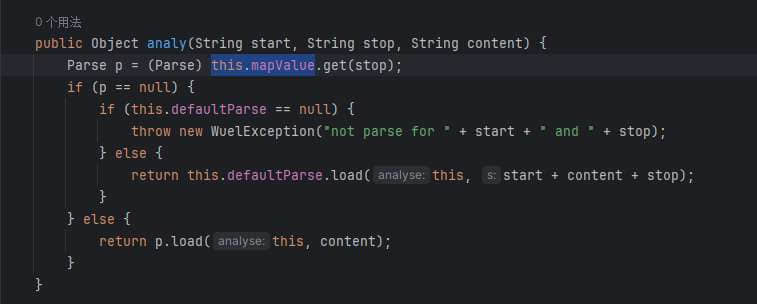 0 个用法
public Object analy(String start, String stop, String content) {
    Parse p = (Parse) this.mapValue.get(stop);
    if (p == null) {
        if (this.defaultParse == null) {
            throw new WuelException("not parse for " + start + " and " + stop);
        } else {
            return this.defaultParse.load( analyse: this, s: start + content + stop);
        }
    } else {
        return p.load( analyse: this, content);
    }
}